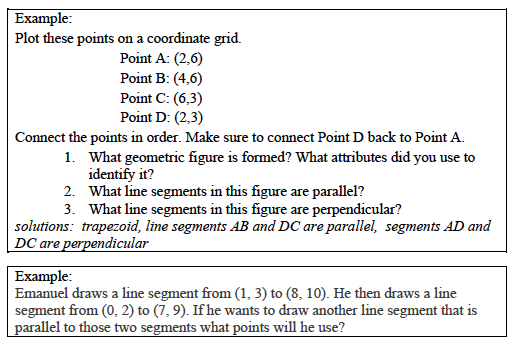 Example:
Plot these points on a coordinate grid.
Point A: (2,6)
Point B: (4,6)
Point C: (6,3)
Point D: (2,3)
Connect the points in order. Make sure to connect Point D back to Point A.
1. What geometric figure is formed? What attributes did you use to
identify it?
2. What line segments in this figure are parallel?
3. What line segments in this figure are perpendicular?
solutions: trapezoid, line segments AB and DC are parallel, segments AD and
DC are perpendicular
Example:
Emanuel draws a line segment from (1, 3) to (8, 10). He then draws a line
segment from (0, 2) to (7, 9). If he wants to draw another line segment that is
parallel to those two segments what points will he use?